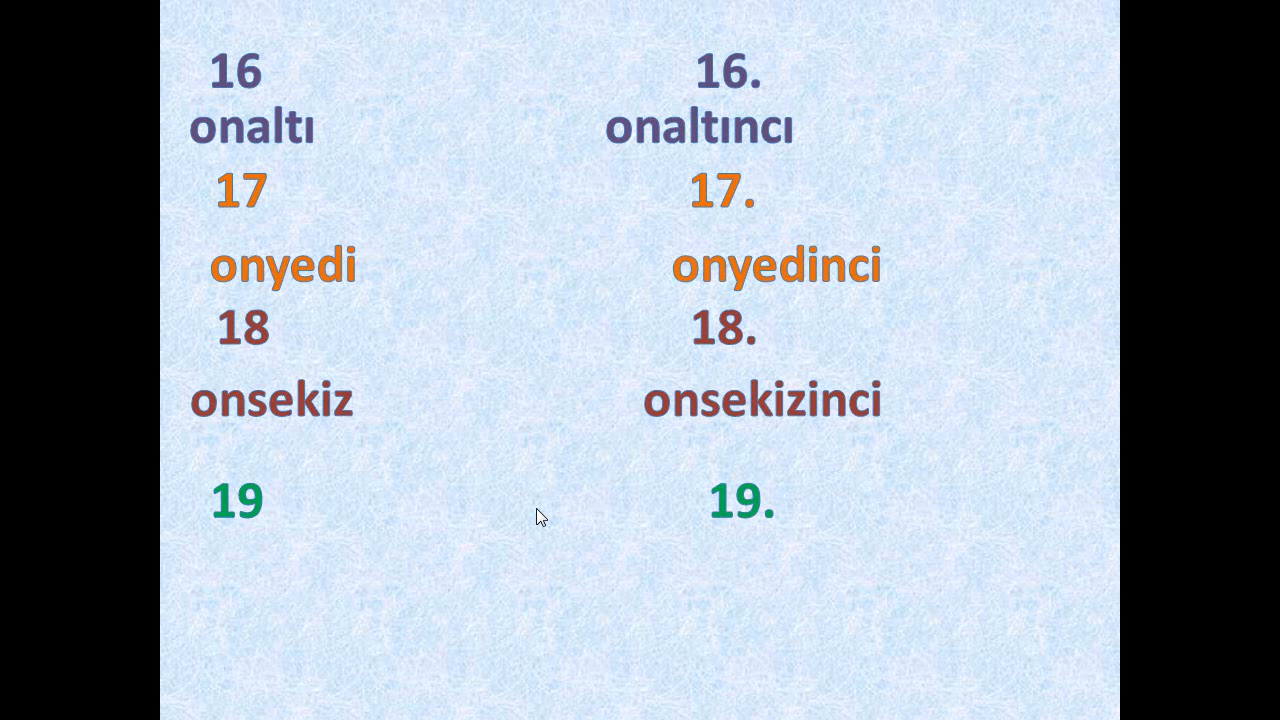 16 16.
onaltı onaltıncı
17 17.
onyedi onyedinci
18 18.
onsekiz onsekizinci
19 19.